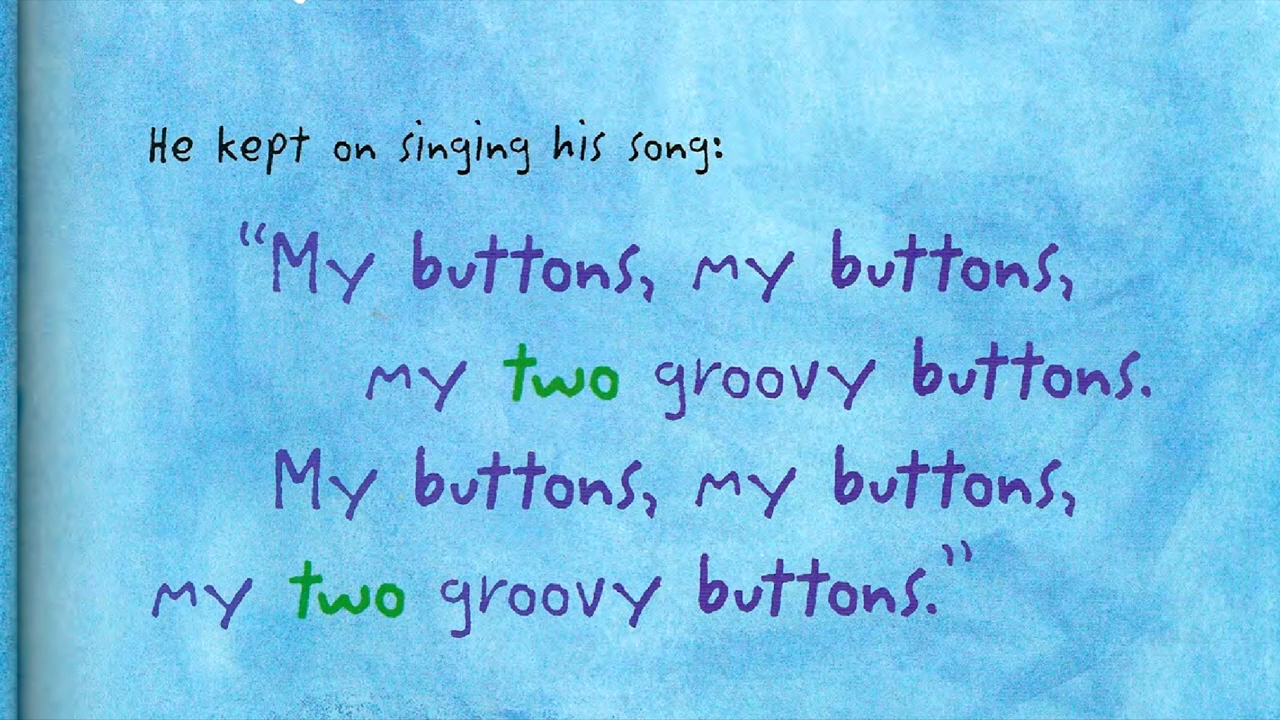 He kept on singing his song:
“My buttons, my buttons,
my two groovy buttons.
My buttons, my buttons,
my two groovy buttons.”